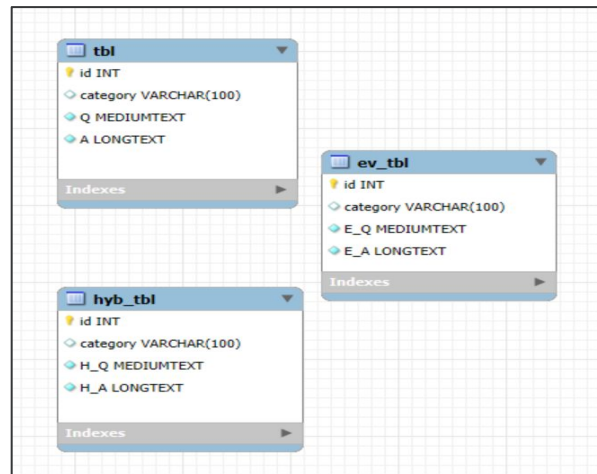 tbl
id INT
category VARCHAR(100)
Q MEDIUMTEXT
A LONGTEXT
Indexes
ev_tbl
id INT
category VARCHAR(100)
E_Q MEDIUMTEXT
E_A LONGTEXT
Indexes
hyb_tbl
id INT
category VARCHAR(100)
H_Q MEDIUMTEXT
H_A LONGTEXT
Indexes